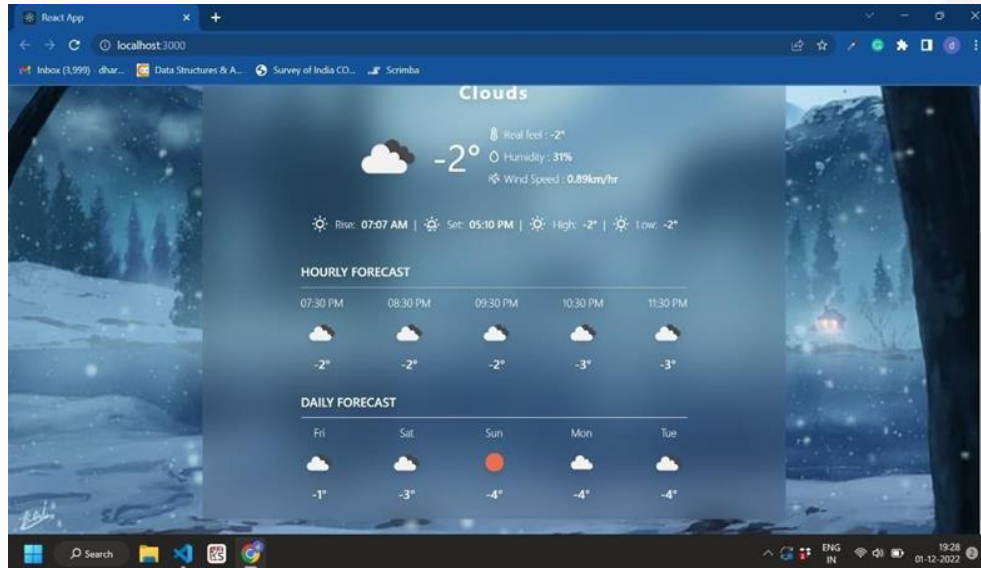 React App
localhost:3000
Inbox (3,999) - dhar... Data Structures & A... Survey of India CO... Scrimba
Clouds
Real feel : -2°
-2° Humidity : 31%
Wind Speed : 0.89km/hr
Rise: 07:07 AM | Set: 05:10 PM | High: -2° | Low: -2°
HOURLY FORECAST
07:30 PM 08:30 PM 09:30 PM 10:30 PM 11:30 PM
-2° -2° -2° -3° -3°
DAILY FORECAST
Fri Sat Sun Mon Tue
-1° -3° -4° -4° -4°
Search
ENG 19:28
IN 01-12-2022 2